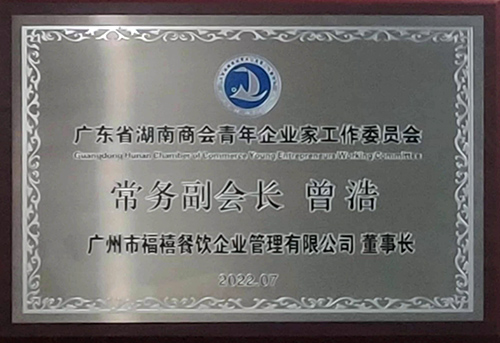 广东省湖南商会青年企业家工作委员会
Guangdong Hunan Chamber of Commerce Young Entrepreneurs Working Committee
常务副会长 曾浩
广州市福禧餐饮企业管理有限公司 董事长
2022.07